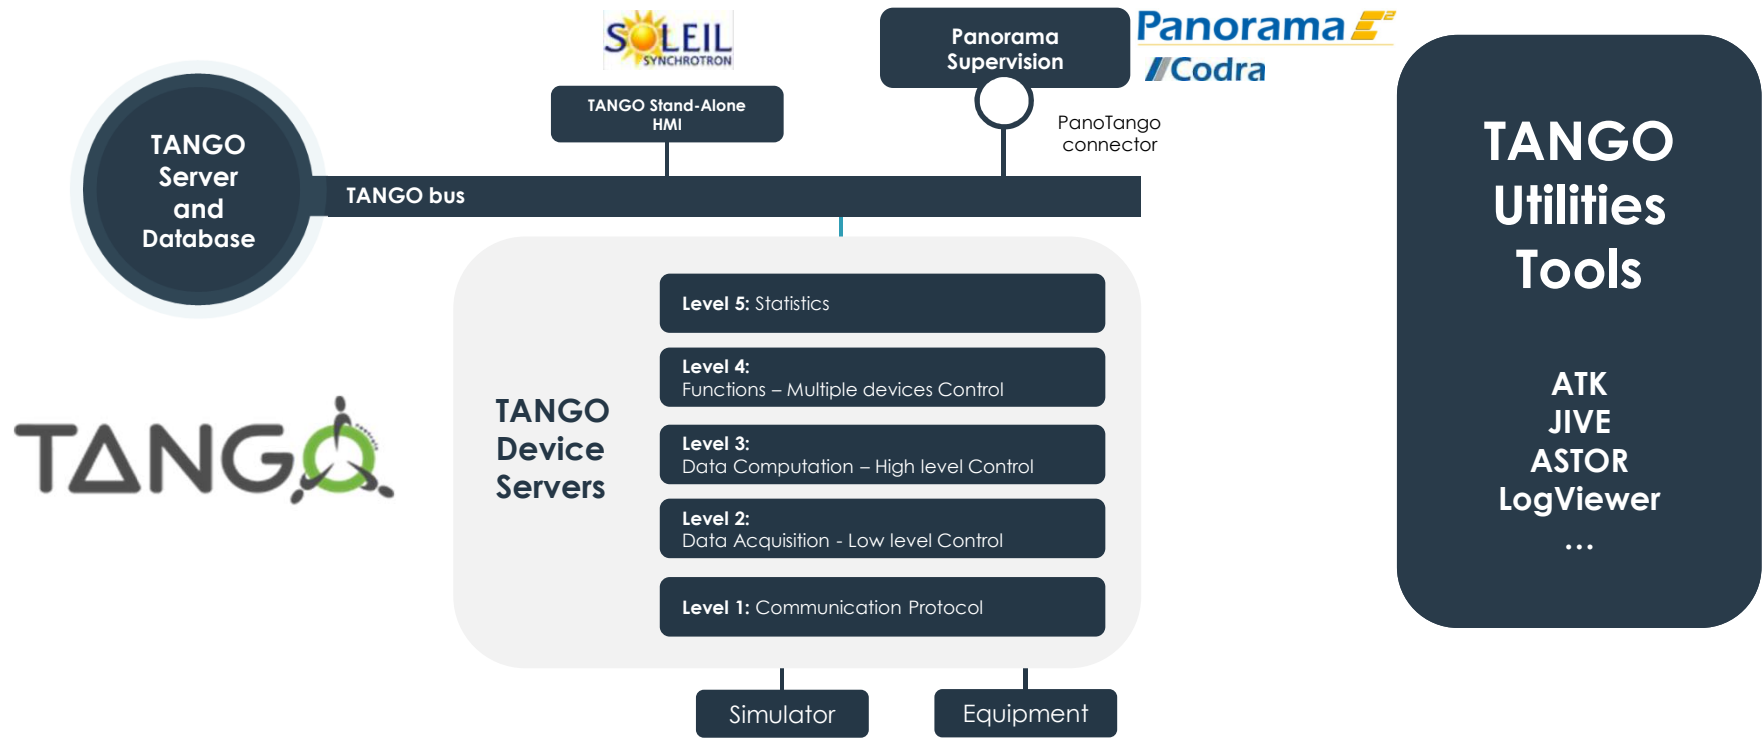 SOLEIL
SYNCHROTRON
Panorama
Supervision
Panorama E²
Codra
TANGO Stand-Alone
HMI
PanoTango
connector
TANGO
Server
and
Database
TANGO bus
TANGO
Device
Servers
Level 5: Statistics
Level 4:
Functions – Multiple devices Control
Level 3:
Data Computation – High level Control
Level 2:
Data Acquisition - Low level Control
Level 1: Communication Protocol
Simulator
Equipment
TANGO
TANGO
Utilities
Tools
ATK
JIVE
ASTOR
LogViewer
...